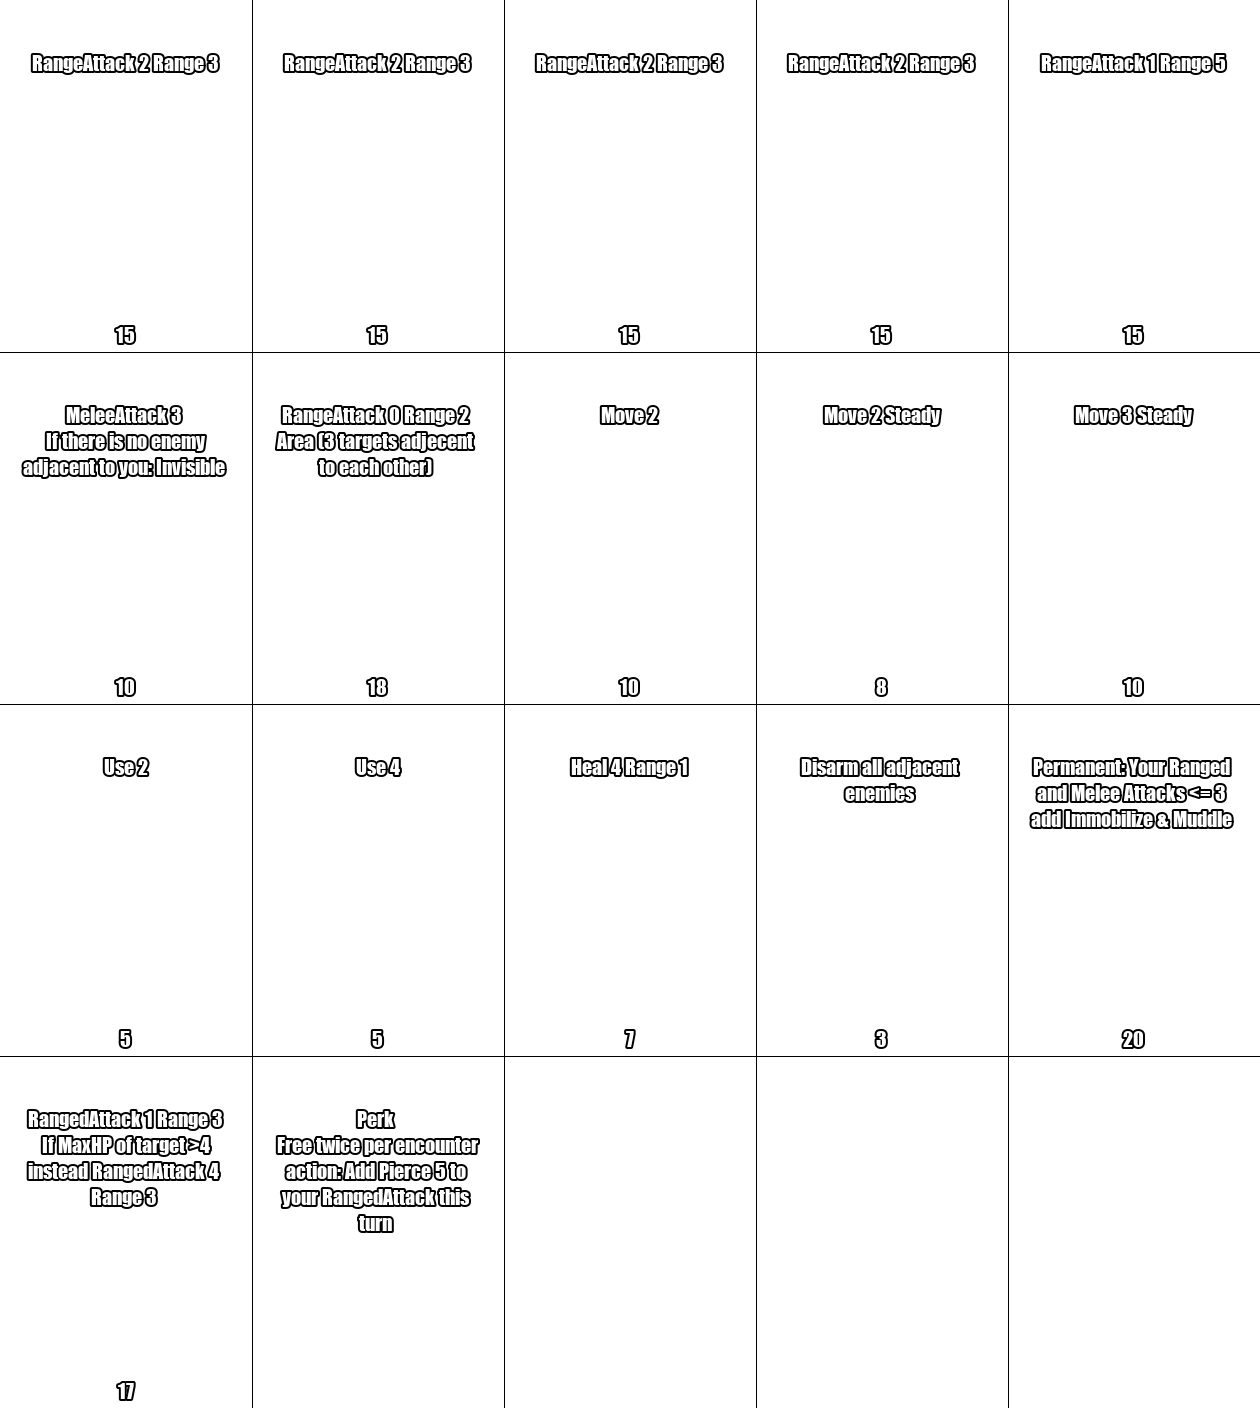 RangeAttack 2 Range 3
15
RangeAttack 2 Range 3
15
RangeAttack 2 Range 3
15
RangeAttack 2 Range 3
15
RangeAttack 1 Range 5
15
MeleeAttack 3
If there is no enemy
adjacent to you: Invisible
10
RangeAttack 0 Range 2
Area (3 targets adjecent
to each other)
18
Move 2
10
Move 2 Steady
8
Move 3 Steady
10
Use 2
5
Use 4
5
Heal 4 Range 1
7
Disarm all adjacent
enemies
3
Permanent: Your Ranged
and Melee Attacks <= 3
add Immobilize & Muddle
20
RangedAttack 1 Range 3
If MaxHP of target >4
instead RangedAttack 4
Range 3
17
Perk
Free twice per encounter
action: Add Pierce 5 to
your RangedAttack this
turn